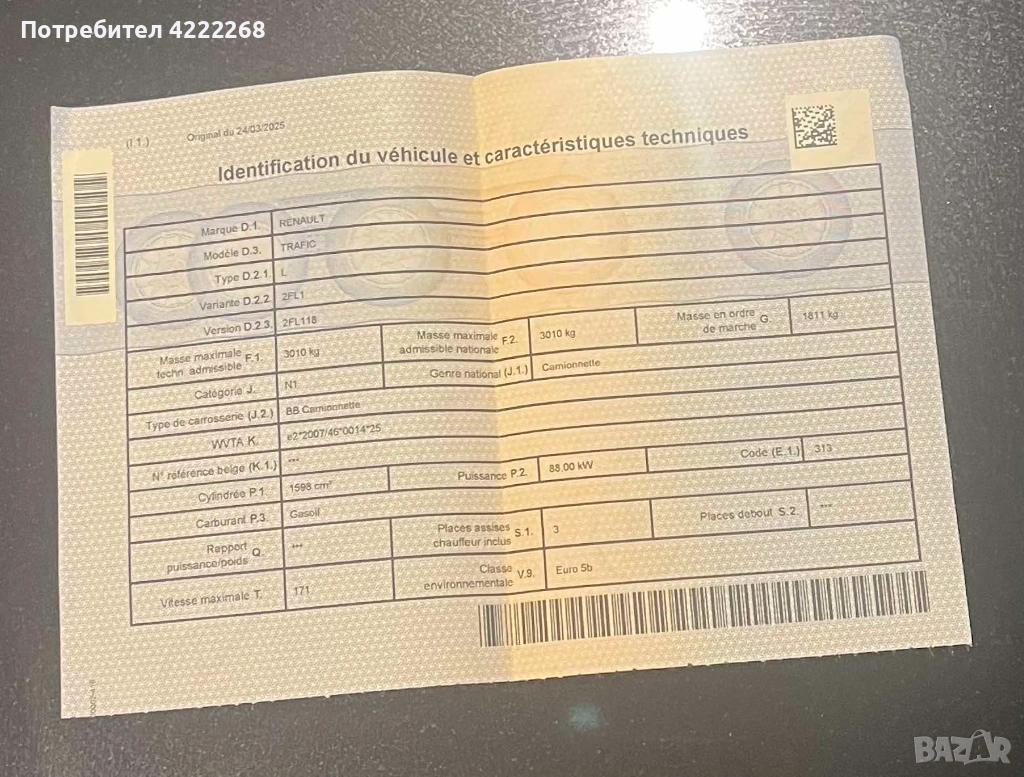 Потребител 4222268
(I.1.) Original du 24/03/2025
Identification du véhicule et caractéristiques techniques
Marque D.1. RENAULT
Modèle D.3. TRAFIC
Type D.2.1. L
Variante D.2.2. 2FL1
Version D.2.3. 2FL118
Masse maximale techn. admissible F.1. 3010 kg Masse maximale admissible nationale F.2. 3010 kg Masse en ordre de marche G. 1811 kg
Catégorie J. N1 Genre national (J.1.) Camionnette
Type de carrosserie (J.2.) BB Camionnette
WVTA K. e2*2007/46*0014*25
N° référence belge (K.1.) ***
Cylindrée P.1. 1598 cm³ Puissance P.2. 88,00 kW Code (E.1.) 313
Carburant P.3. Gasoil
Rapport puissance/poids Q. *** Places assises chauffeur inclus S.1. 3 Places debout S.2. ***
Vitesse maximale T. 171 Classe environnementale V.9. Euro 5b
BAZAR